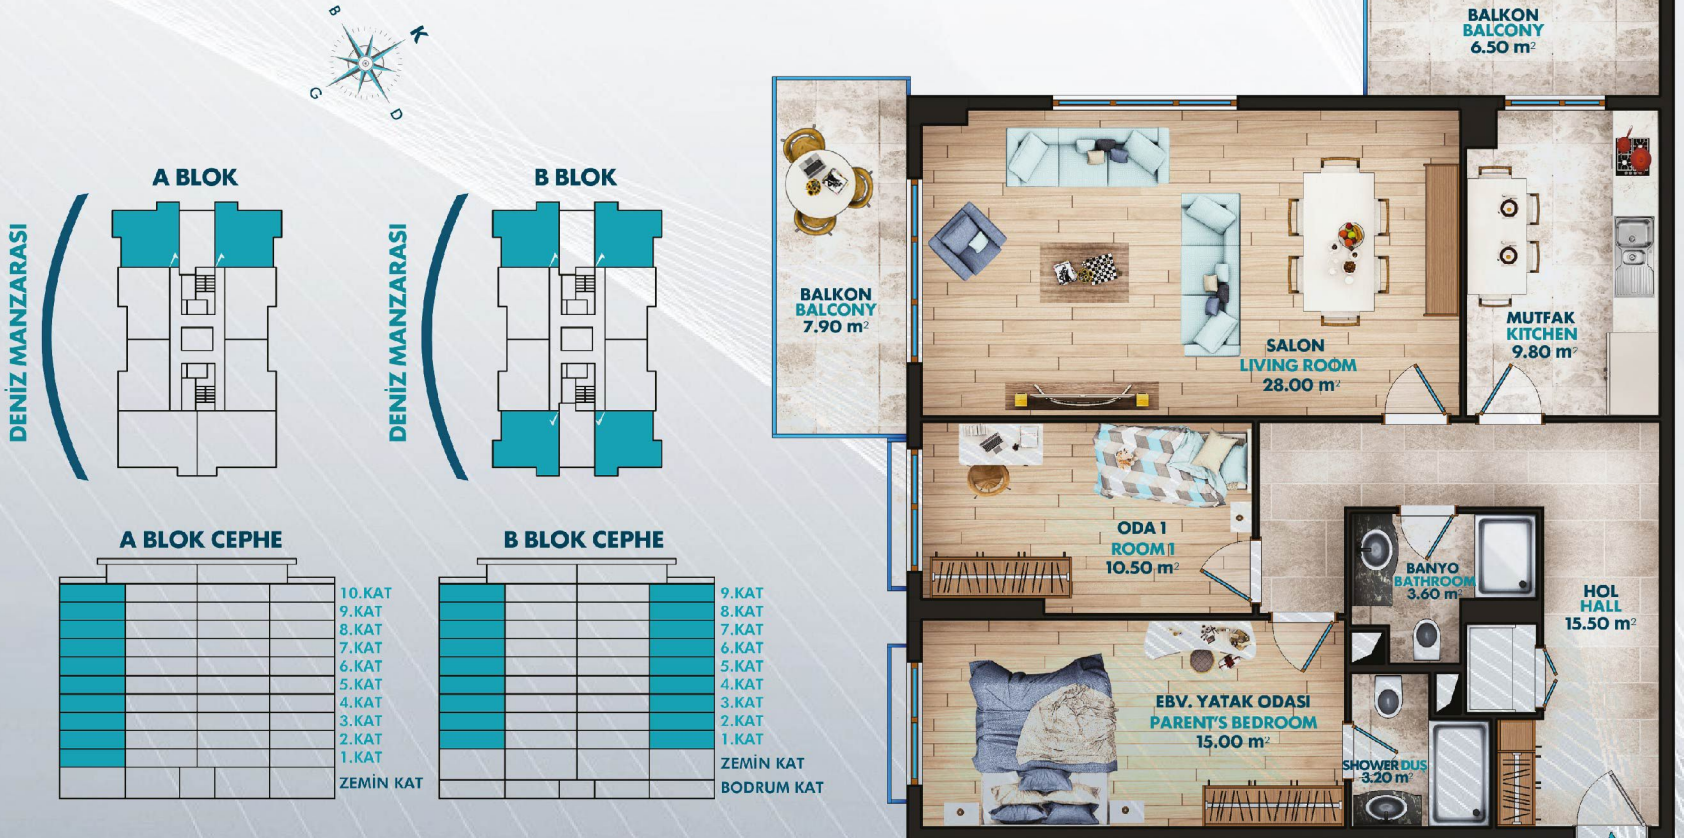 B
K
G
D
A BLOK
B BLOK
DENİZ MANZARASI
DENİZ MANZARASI
A BLOK CEPHE
10.KAT
9.KAT
8.KAT
7.KAT
6.KAT
5.KAT
4.KAT
3.KAT
2.KAT
1.KAT
ZEMİN KAT
B BLOK CEPHE
9.KAT
8.KAT
7.KAT
6.KAT
5.KAT
4.KAT
3.KAT
2.KAT
1.KAT
ZEMİN KAT
BODRUM KAT
BALKON
BALCONY
6.50 m²
BALKON
BALCONY
7.90 m²
SALON
LIVING ROOM
28.00 m²
MUTFAK
KITCHEN
9.80 m²
ODA 1
ROOM 1
10.50 m²
BANYO
BATHROOM
3.60 m²
HOL
HALL
15.50 m²
EBV. YATAK ODASI
PARENT'S BEDROOM
15.00 m²
SHOWER DUŞ
3.20 m²